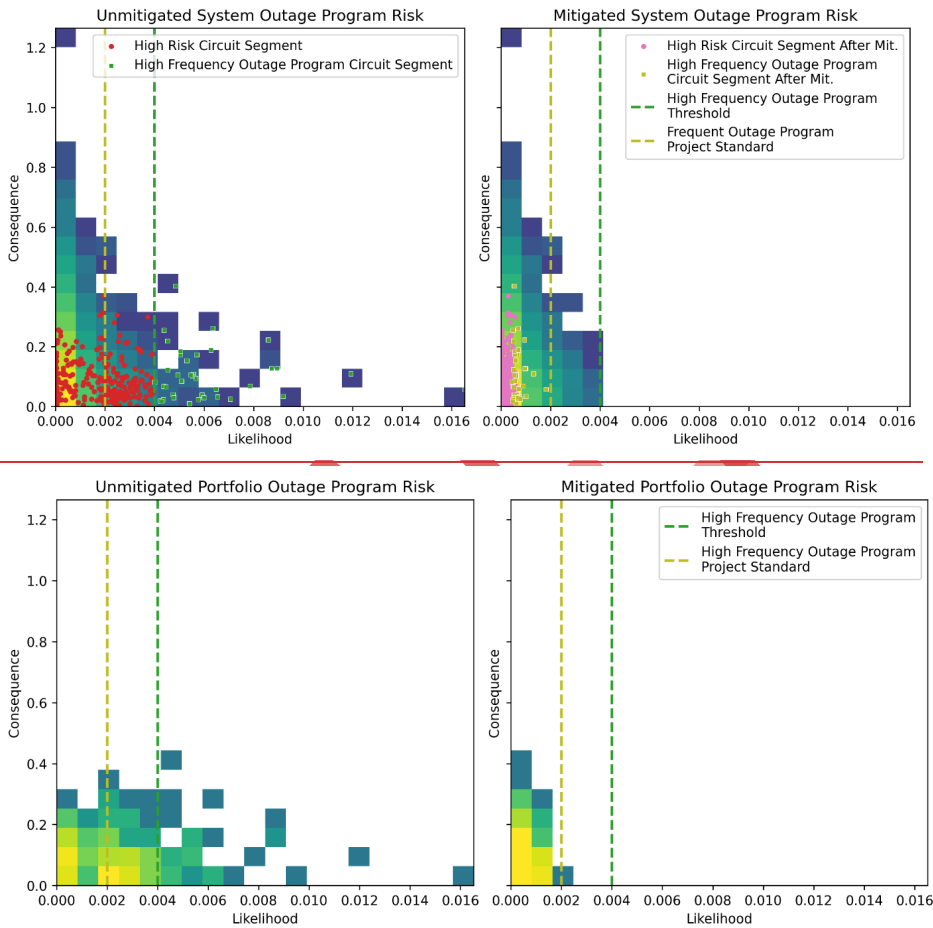 Unmitigated System Outage Program Risk
High Risk Circuit Segment
High Frequency Outage Program Circuit Segment
Consequence
1.2
1.0
0.8
0.6
0.4
0.2
0.0
0.000 0.002 0.004 0.006 0.008 0.010 0.012 0.014 0.016
Likelihood
Mitigated System Outage Program Risk
High Risk Circuit Segment After Mit.
High Frequency Outage Program
Circuit Segment After Mit.
High Frequency Outage Program
Threshold
Frequent Outage Program
Project Standard
Consequence
0.000 0.002 0.004 0.006 0.008 0.010 0.012 0.014 0.016
Likelihood
Unmitigated Portfolio Outage Program Risk
Consequence
1.2
1.0
0.8
0.6
0.4
0.2
0.0
0.000 0.002 0.004 0.006 0.008 0.010 0.012 0.014 0.016
Likelihood
Mitigated Portfolio Outage Program Risk
High Frequency Outage Program
Threshold
High Frequency Outage Program
Project Standard
Consequence
0.000 0.002 0.004 0.006 0.008 0.010 0.012 0.014 0.016
Likelihood